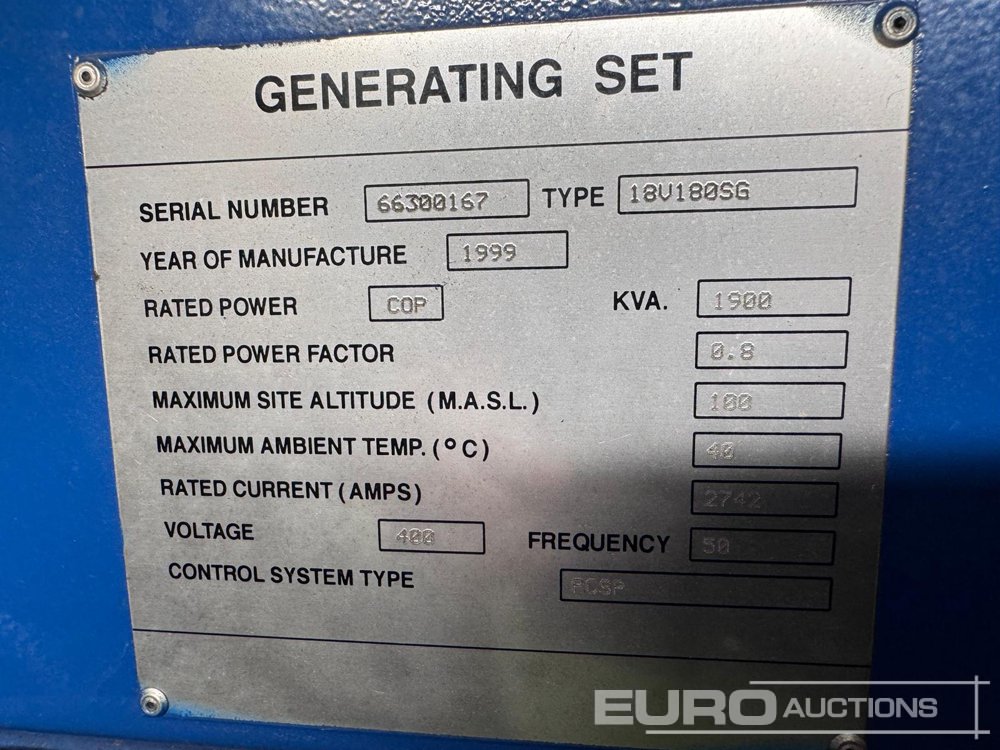 GENERATING SET
SERIAL NUMBER 66300167 TYPE 18V180SG
YEAR OF MANUFACTURE 1999
RATED POWER COP KVA. 1900
RATED POWER FACTOR 0.8
MAXIMUM SITE ALTITUDE (M.A.S.L.) 100
MAXIMUM AMBIENT TEMP. (°C) 40
RATED CURRENT (AMPS) 2742
VOLTAGE 400 FREQUENCY 50
CONTROL SYSTEM TYPE
EURO AUCTIONS